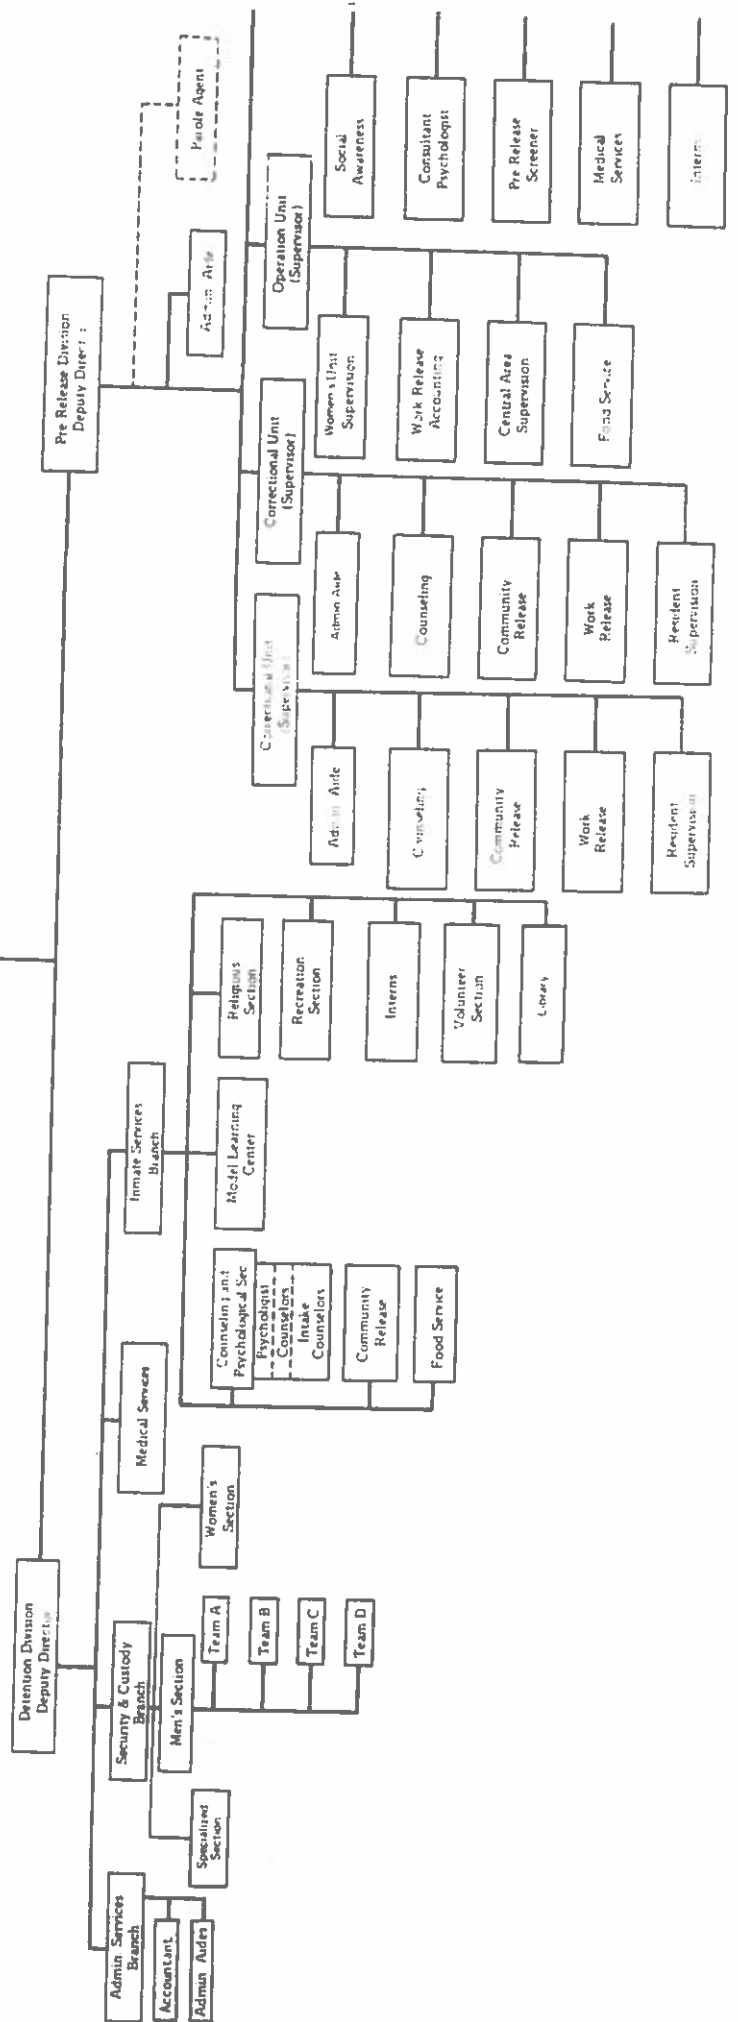 Detention Division
Deputy Director
Pre Release Division
Deputy Director
Parole Agent
Admin Aide
Admin. Services
Branch
Accountant
Admin Aides
Security & Custody
Branch
Specialized
Section
Men's Section
Team A
Team B
Team C
Team D
Women's
Section
Medical Services
Inmate Services
Branch
Counseling and
Psychological Sec
Psychologist
Counselors
Intake
Counselors
Community
Release
Food Service
Model Learning
Center
Religious
Section
Recreation
Section
Interns
Volunteer
Section
Library
Correctional Unit
(Supervisor)
Admin Aide
Counseling
Community
Release
Work
Release
Resident
Supervision
Correctional Unit
(Supervisor)
Admin Aide
Counseling
Community
Release
Work
Release
Resident
Supervision
Operation Unit
(Supervisor)
Women's Unit
Supervision
Work Release
Accounting
Central Area
Supervision
Food Service
Social
Awareness
Consultant
Psychologist
Pre Release
Screener
Medical
Services
Interns